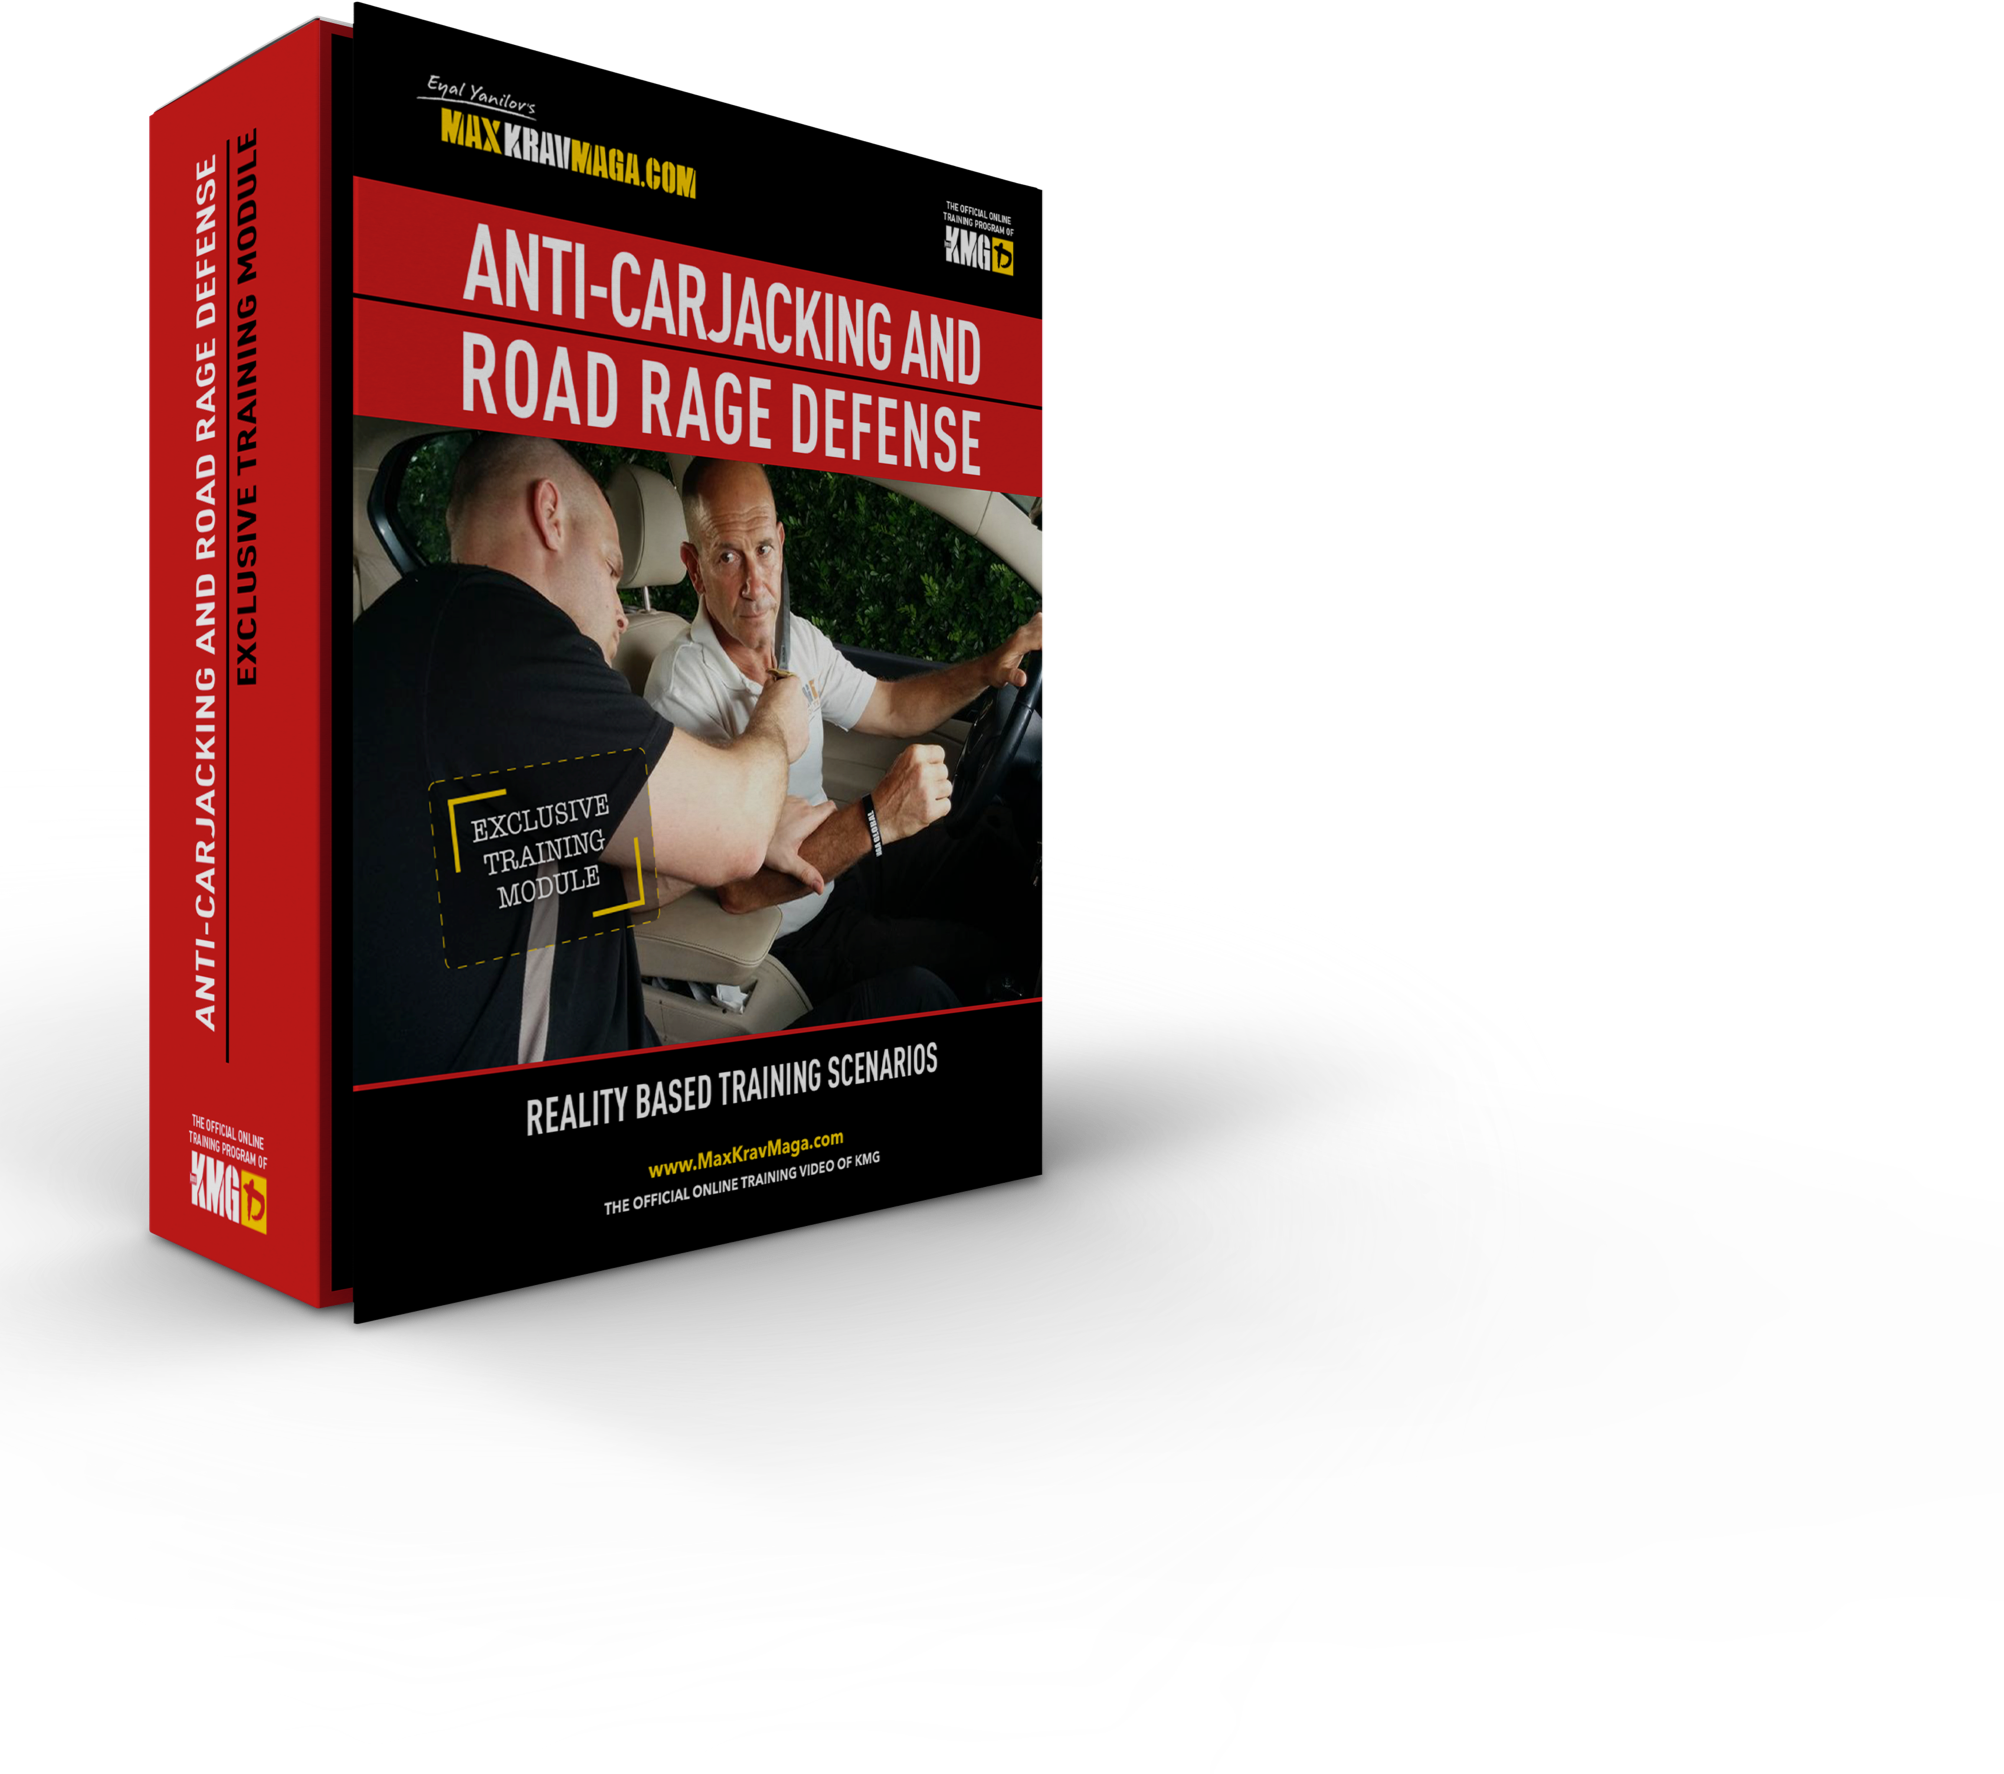 ANTI-CARJACKING AND ROAD RAGE DEFENSE
EXCLUSIVE TRAINING MODULE
THE OFFICIAL ONLINE
TRAINING PROGRAM OF
KMG
Eyal Yanilov's
MAXKRAVMAGA.COM
THE OFFICIAL ONLINE
TRAINING PROGRAM OF
KMG
ANTI-CARJACKING AND
ROAD RAGE DEFENSE
EXCLUSIVE
TRAINING
MODULE
REALITY BASED TRAINING SCENARIOS
www.MaxKravMaga.com
THE OFFICIAL ONLINE TRAINING VIDEO OF KMG